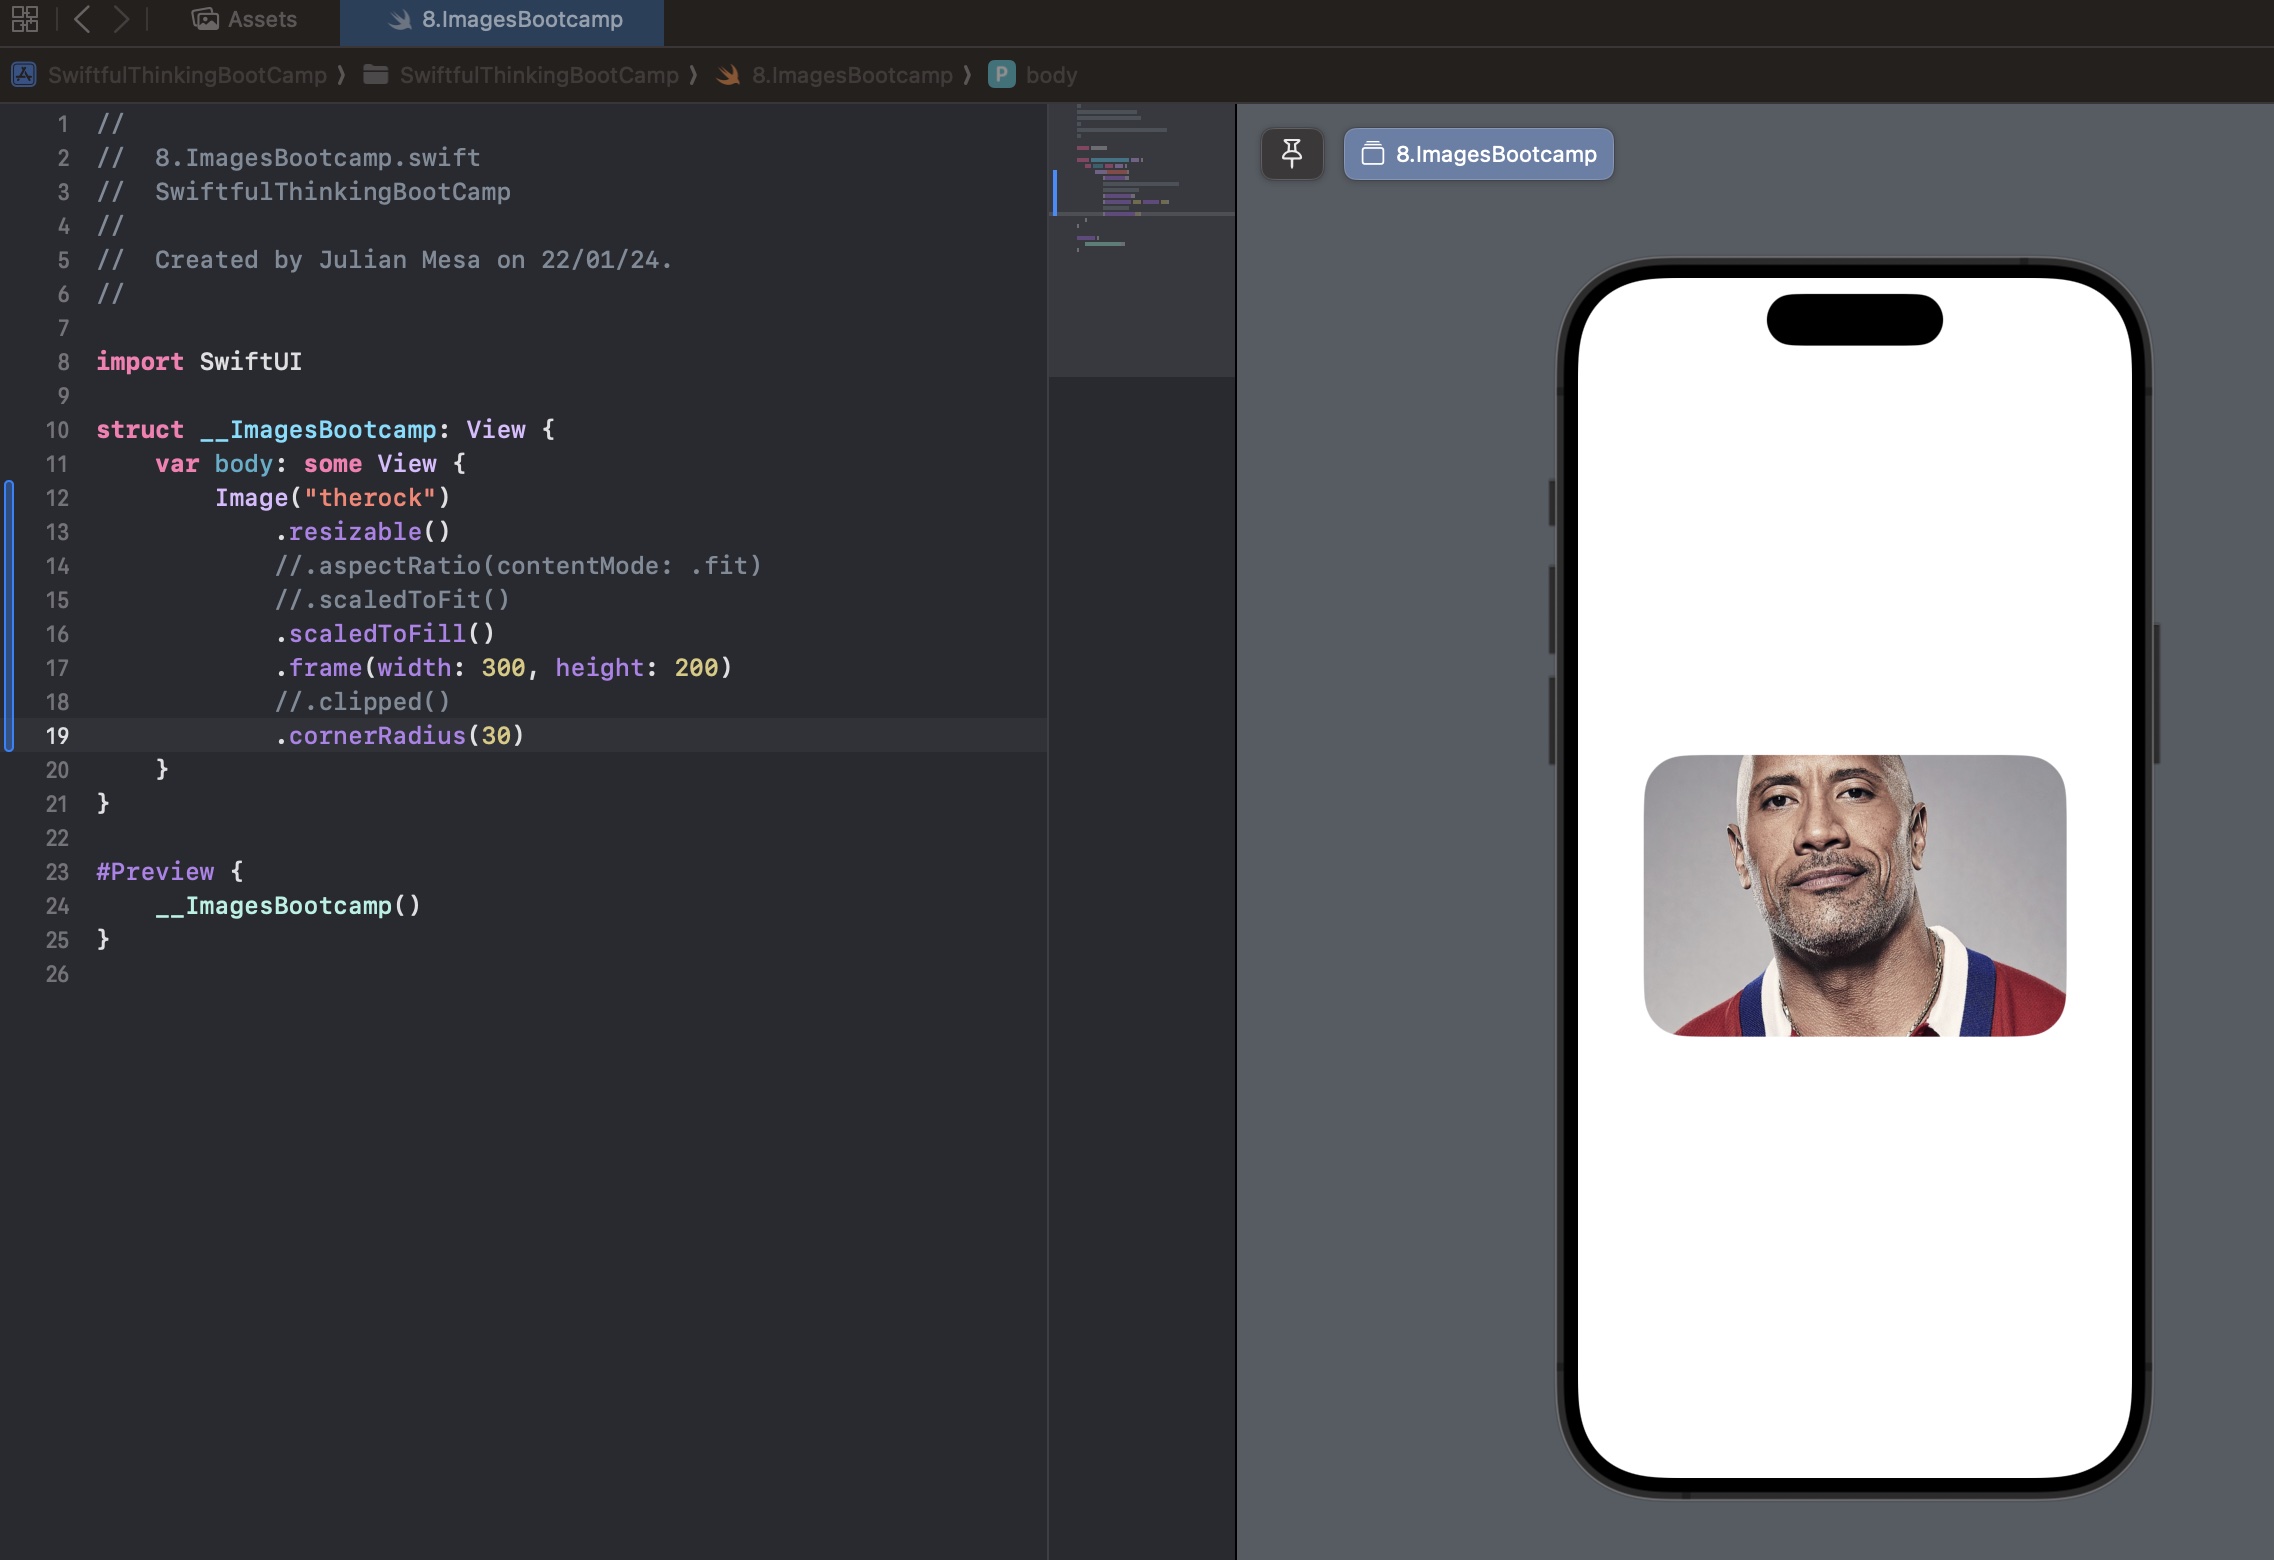 Assets
8.ImagesBootcamp
SwiftfulThinkingBootCamp ⟩ SwiftfulThinkingBootCamp ⟩ 8.ImagesBootcamp ⟩ P body
1 //
2 //  8.ImagesBootcamp.swift
3 //  SwiftfulThinkingBootCamp
4 //
5 //  Created by Julian Mesa on 22/01/24.
6 //
7
8 import SwiftUI
9
10 struct __ImagesBootcamp: View {
11     var body: some View {
12         Image("therock")
13             .resizable()
14             //.aspectRatio(contentMode: .fit)
15             //.scaledToFit()
16             .scaledToFill()
17             .frame(width: 300, height: 200)
18             //.clipped()
19             .cornerRadius(30)
20     }
21 }
22
23 #Preview {
24     __ImagesBootcamp()
25 }
26
8.ImagesBootcamp